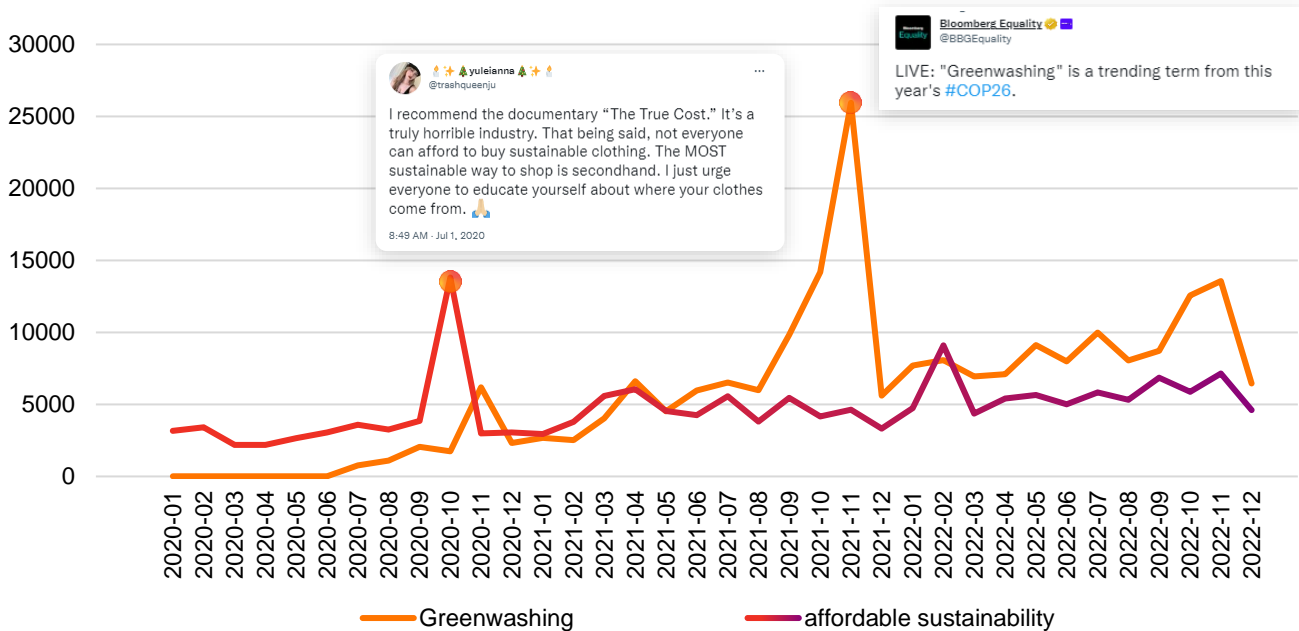 Bloomberg Equality
@BBGEquality
LIVE: "Greenwashing" is a trending term from this
year's #COP26.
Bloomberg
Equality
yuleianna
@trashqueenju
...
I recommend the documentary “The True Cost.” It’s a
truly horrible industry. That being said, not everyone
can afford to buy sustainable clothing. The MOST
sustainable way to shop is secondhand. I just urge
everyone to educate yourself about where your clothes
come from. 🙏🏻
8:49 AM · Jul 1, 2020
30000
25000
20000
15000
10000
5000
0
2020-01
2020-02
2020-03
2020-04
2020-05
2020-06
2020-07
2020-08
2020-09
2020-10
2020-11
2020-12
2021-01
2021-02
2021-03
2021-04
2021-05
2021-06
2021-07
2021-08
2021-09
2021-10
2021-11
2021-12
2022-01
2022-02
2022-03
2022-04
2022-05
2022-06
2022-07
2022-08
2022-09
2022-10
2022-11
2022-12
Greenwashing
affordable sustainability